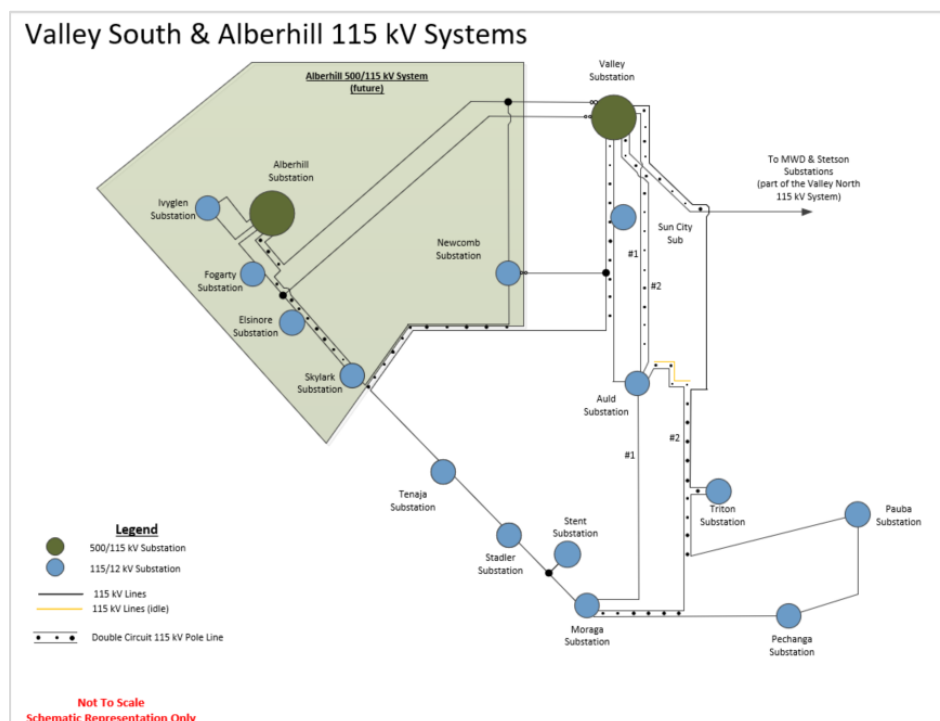 Valley South & Alberhill 115 kV Systems
Alberhill 500/115 kV System
(future)
Valley
Substation
To MWD & Stetson
Substations
(part of the Valley North
115 kV System)
Alberhill
Substation
Ivyglen
Substation
Sun City
Sub
Newcomb
Substation
#1
Fogarty
Substation
#2
Elsinore
Substation
Skylark
Substation
Auld
Substation
#2
#1
Tenaja
Substation
Triton
Substation
Pauba
Substation
Stent
Substation
Stadler
Substation
Moraga
Substation
Pechanga
Substation
Legend
500/115 kV Substation
115/12 kV Substation
115 kV Lines
115 kV Lines (idle)
Double Circuit 115 kV Pole Line
Not To Scale
Schematic Representation Only